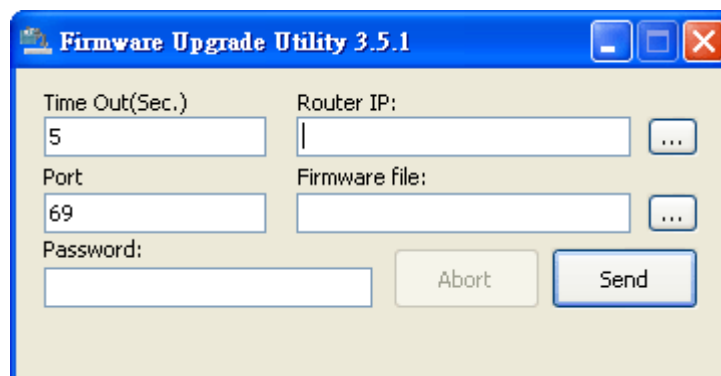 Firmware Upgrade Utility 3.5.1
Time Out(Sec.) Router IP:
5 ...
Port Firmware file:
69 ...
Password:
Abort Send